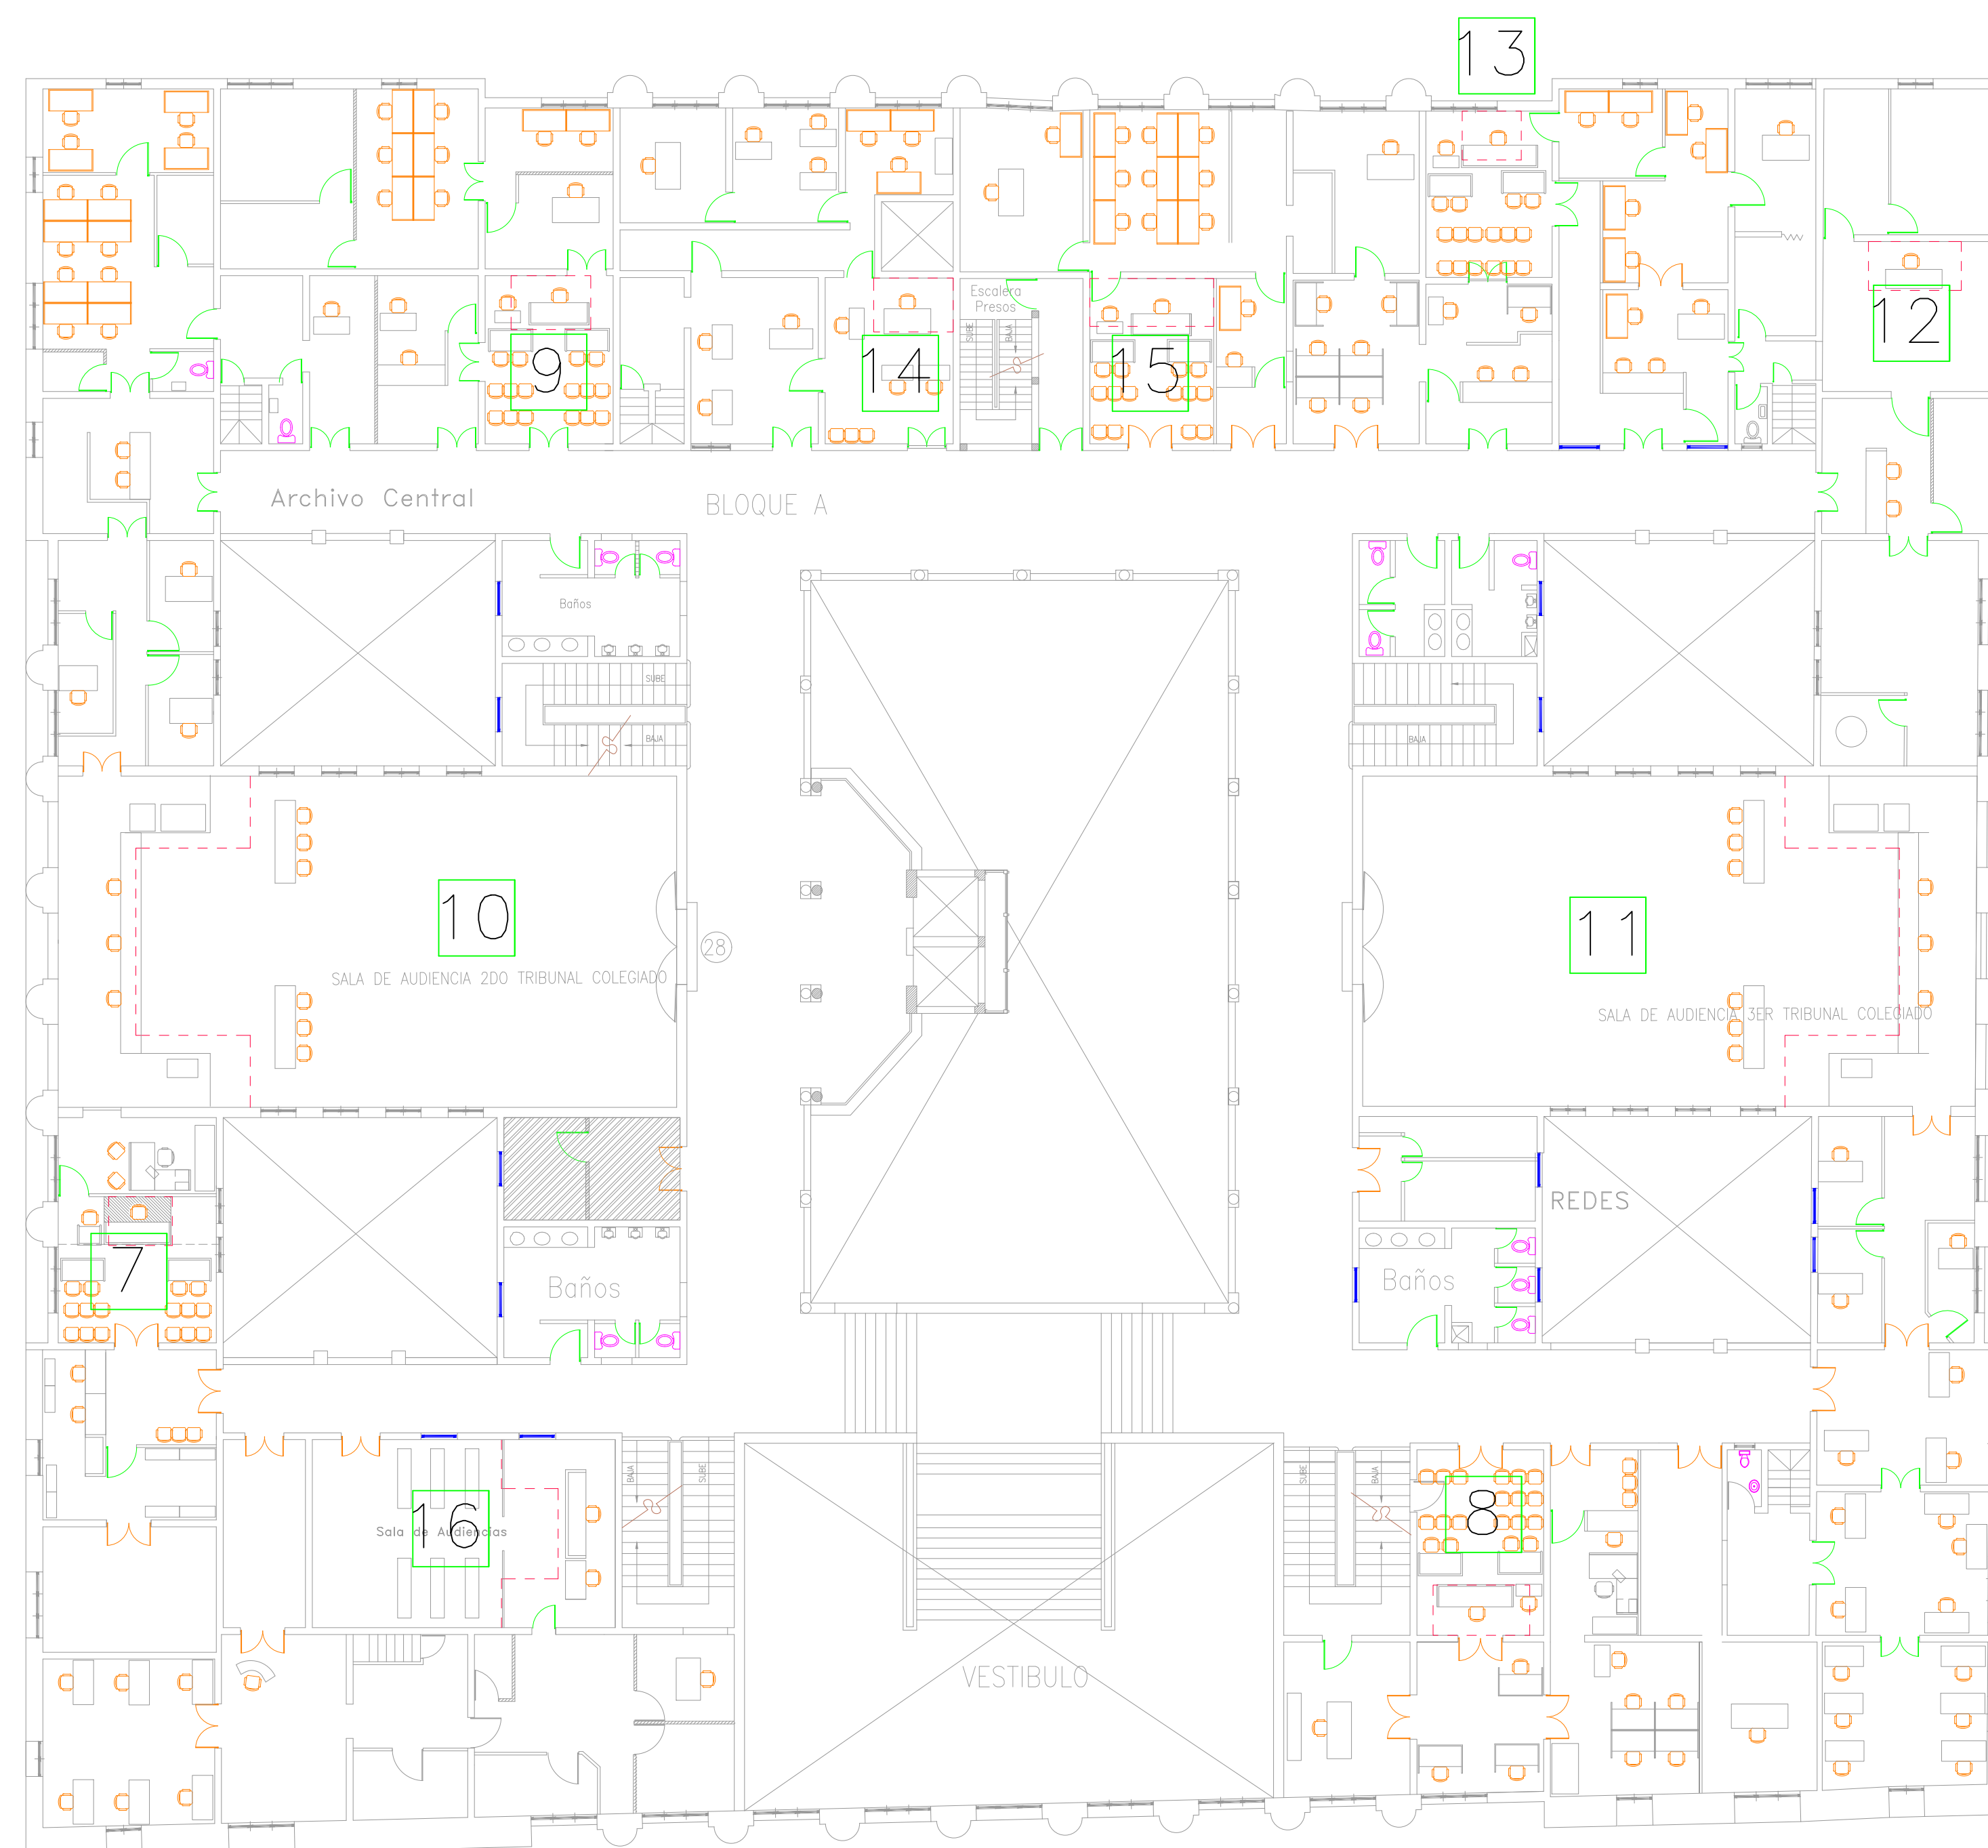 13
12
Escalera
Presos
SUBE
BAJA
9
14
15
Archivo Central
BLOQUE A
Baños
SUBE
BAJA
BAJA
10
28
11
SALA DE AUDIENCIA 2DO TRIBUNAL COLEGIADO
SALA DE AUDIENCIA 3ER TRIBUNAL COLEGIADO
REDES
7
Baños
Baños
BAJA
SUBE
SUBE
BAJA
16
8
Sala de Audiencias
VESTIBULO